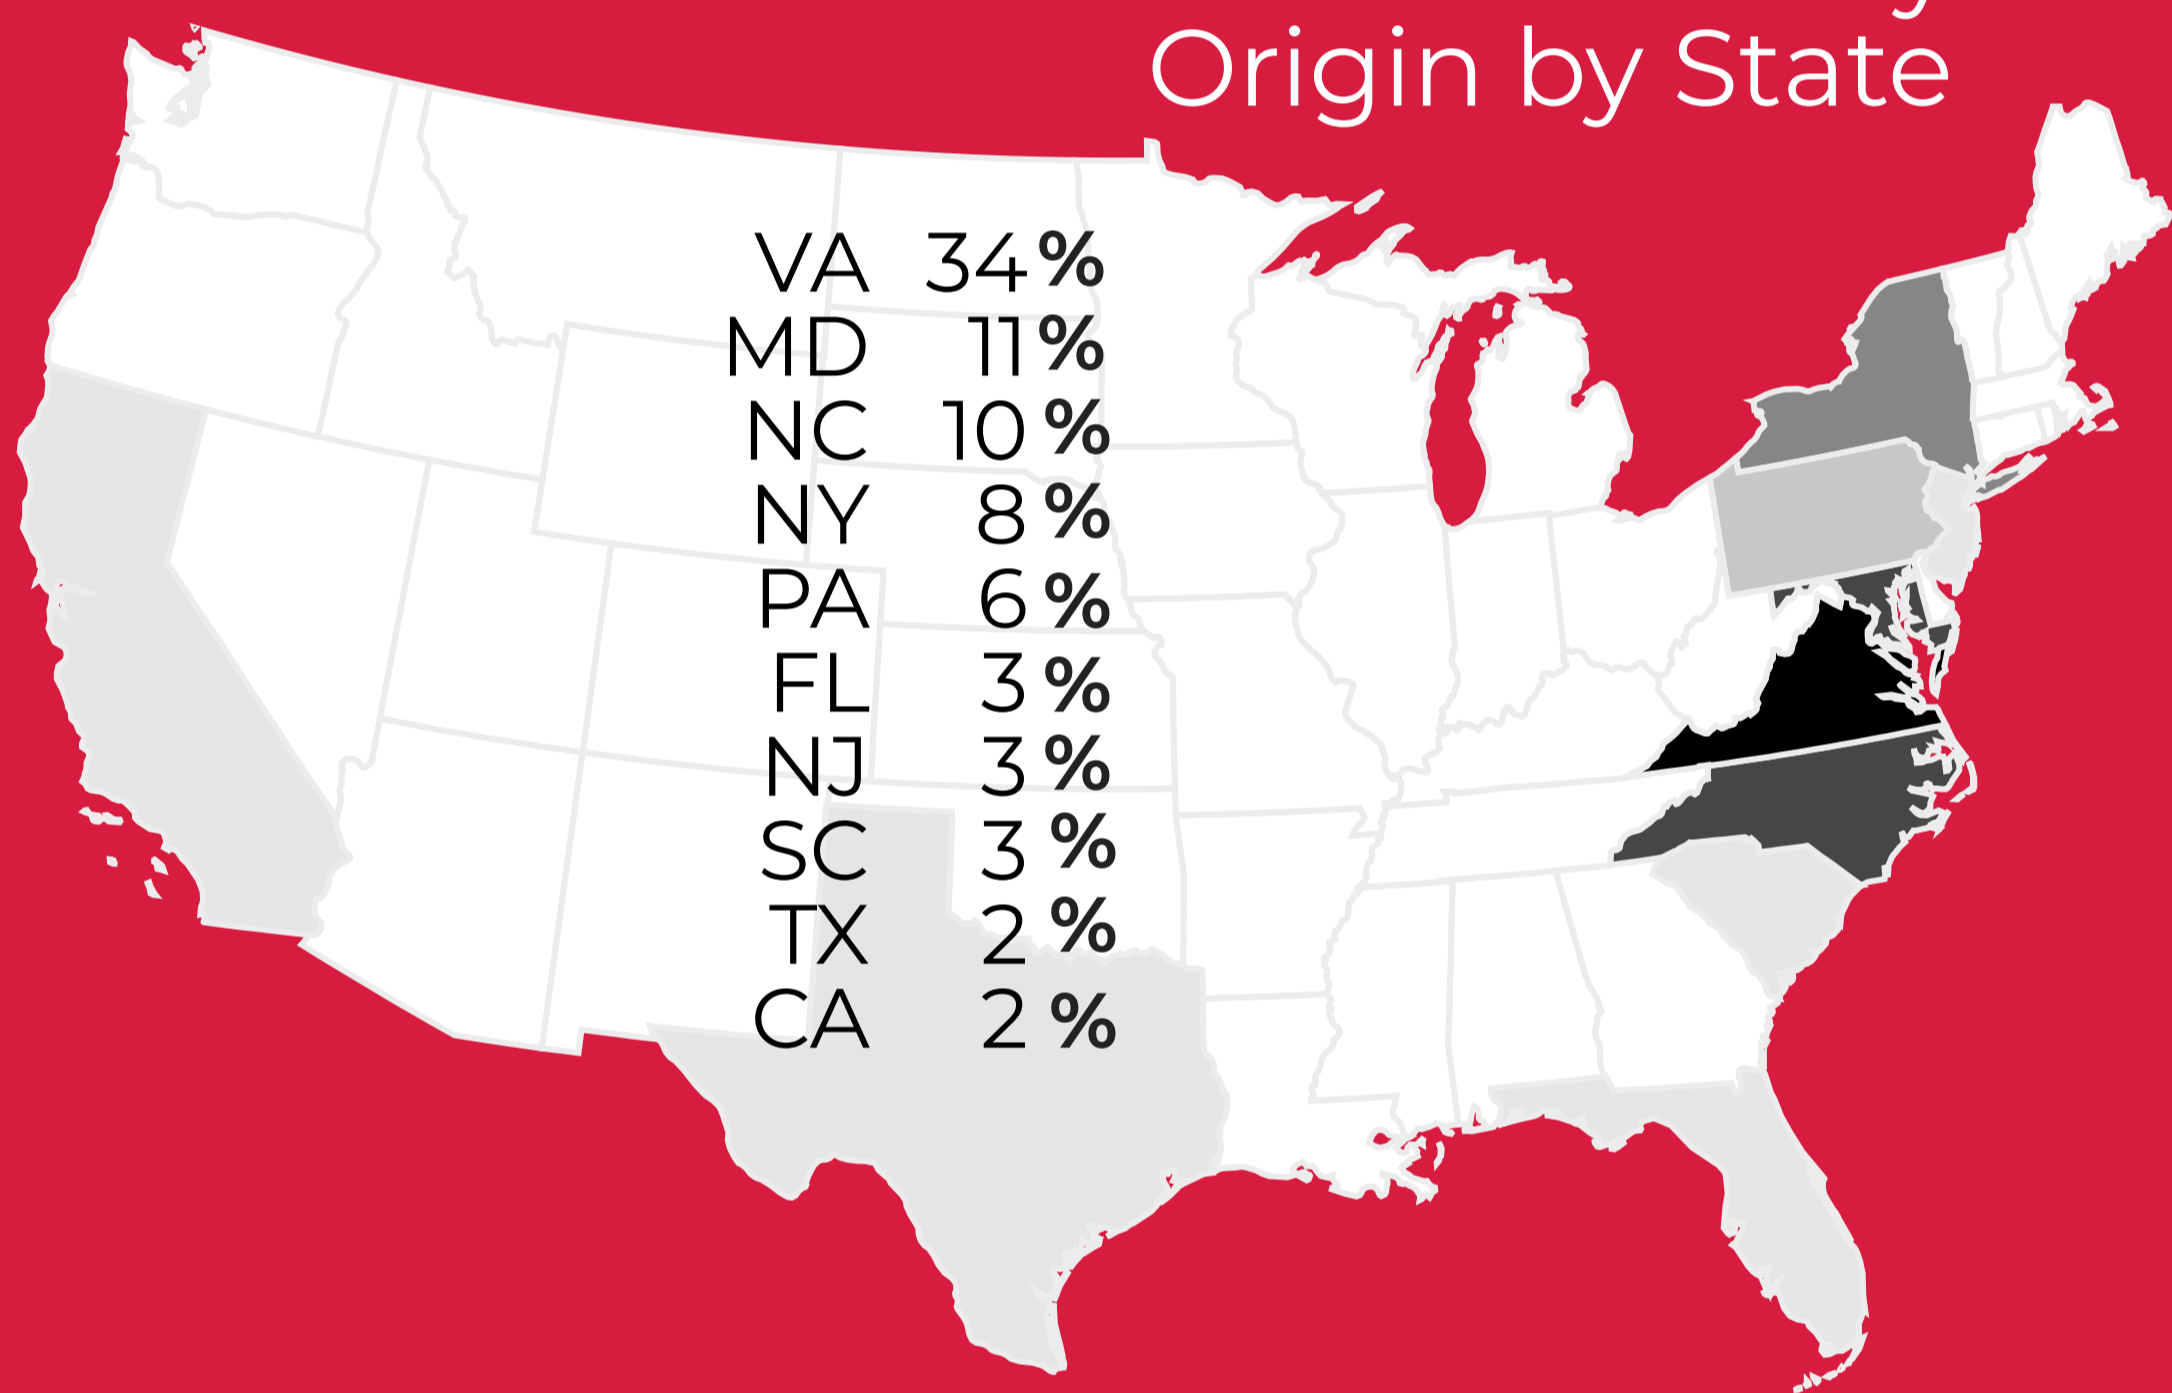 Origin by State
VA 34%
MD 11%
NC 10%
NY 8%
PA 6%
FL 3%
NJ 3%
SC 3%
TX 2%
CA 2%